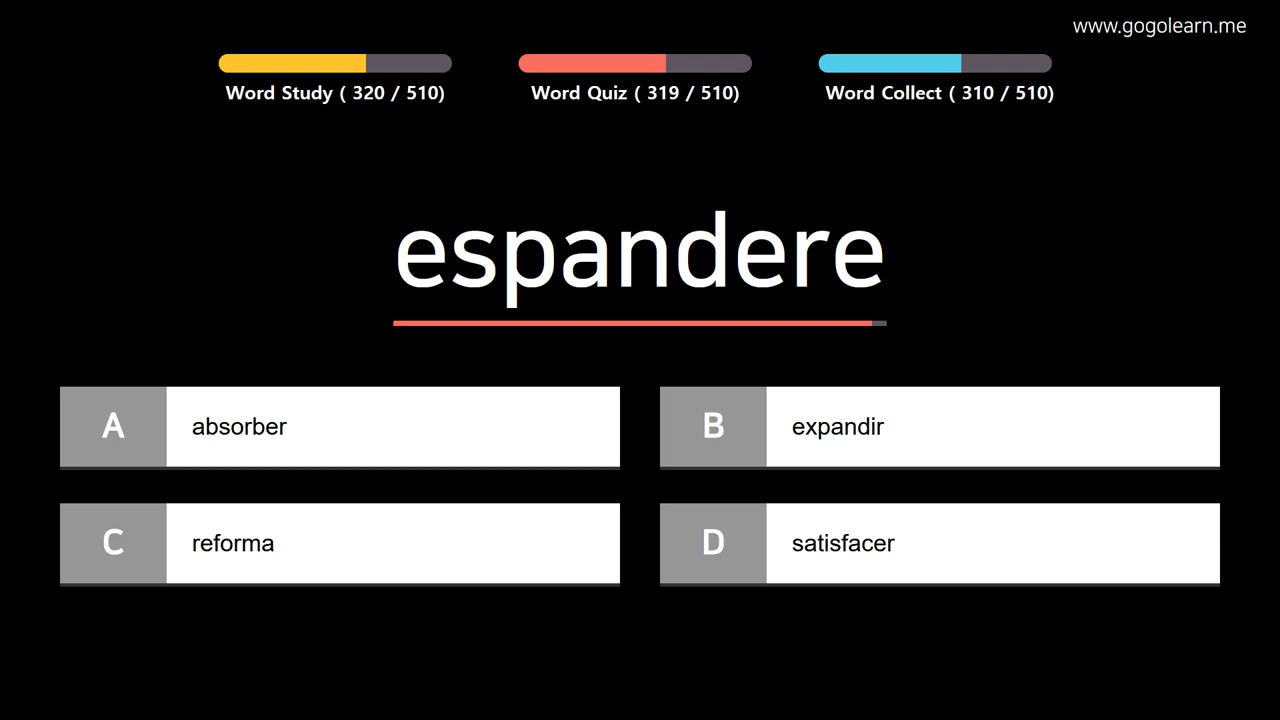 www.gogolearn.me
Word Study ( 320 / 510)
Word Quiz ( 319 / 510)
Word Collect ( 310 / 510)
espandere
A absorber
B expandir
C reforma
D satisfacer